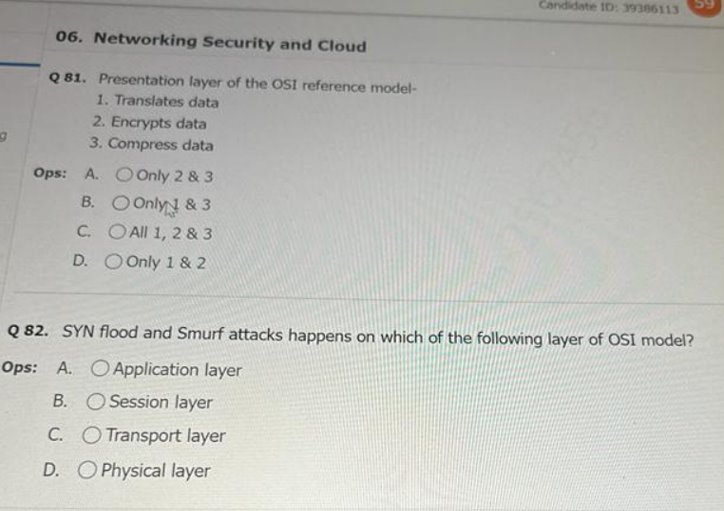 Candidate ID: 39386113
59
06. Networking Security and Cloud
Q 81. Presentation layer of the OSI reference model-
1. Translates data
2. Encrypts data
3. Compress data
g
Ops: A. Only 2 & 3
B. Only 1 & 3
C. All 1, 2 & 3
D. Only 1 & 2
Q 82. SYN flood and Smurf attacks happens on which of the following layer of OSI model?
Ops: A. Application layer
B. Session layer
C. Transport layer
D. Physical layer